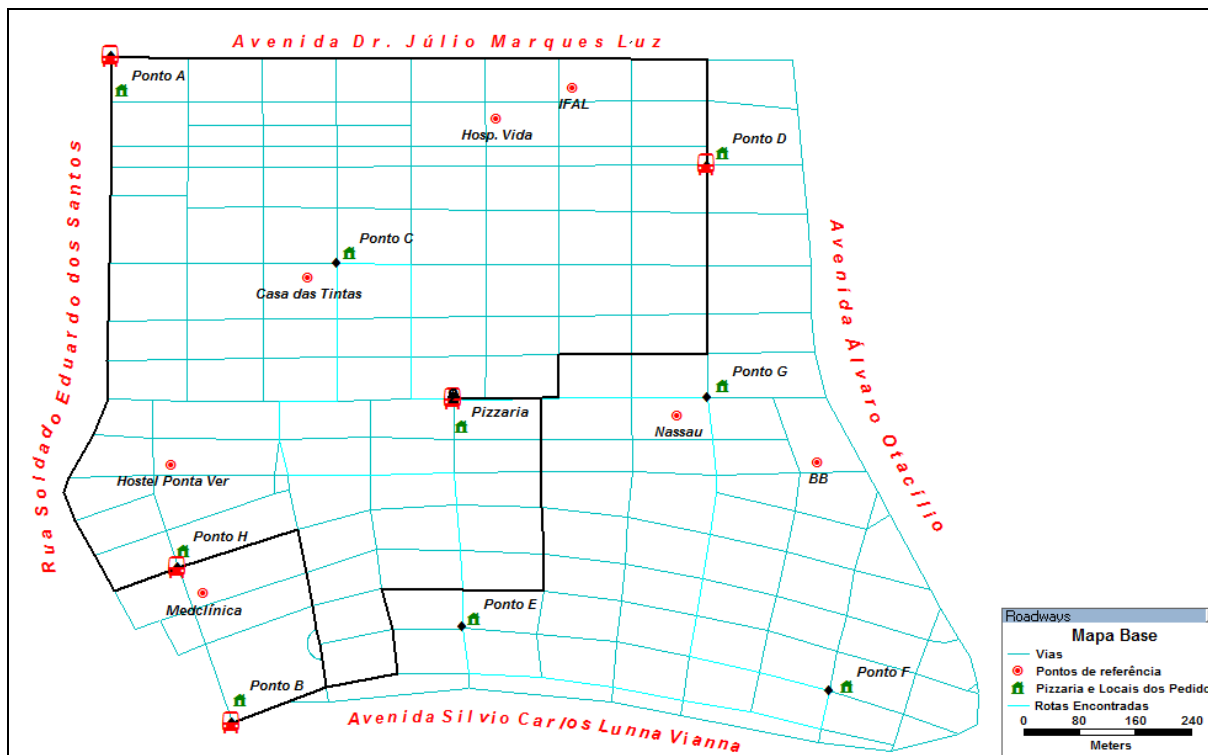 Avenida Dr. Júlio Marques Luz
Ponto A
IFAL
Hosp. Vida
Ponto D
Rua Soldado Eduardo dos Santos
Ponto C
Casa das Tintas
Avenida Álvaro Otacílio
Ponto G
Pizzaria
Nassau
Hostel Ponta Ver
BB
Ponto H
Medclínica
Ponto E
Ponto B
Ponto F
Avenida Silvio Carlos Lunna Vianna
Roadways
Mapa Base
Vias
Pontos de referência
Pizzaria e Locais dos Pedido
Rotas Encontradas
0 80 160 240
Meters